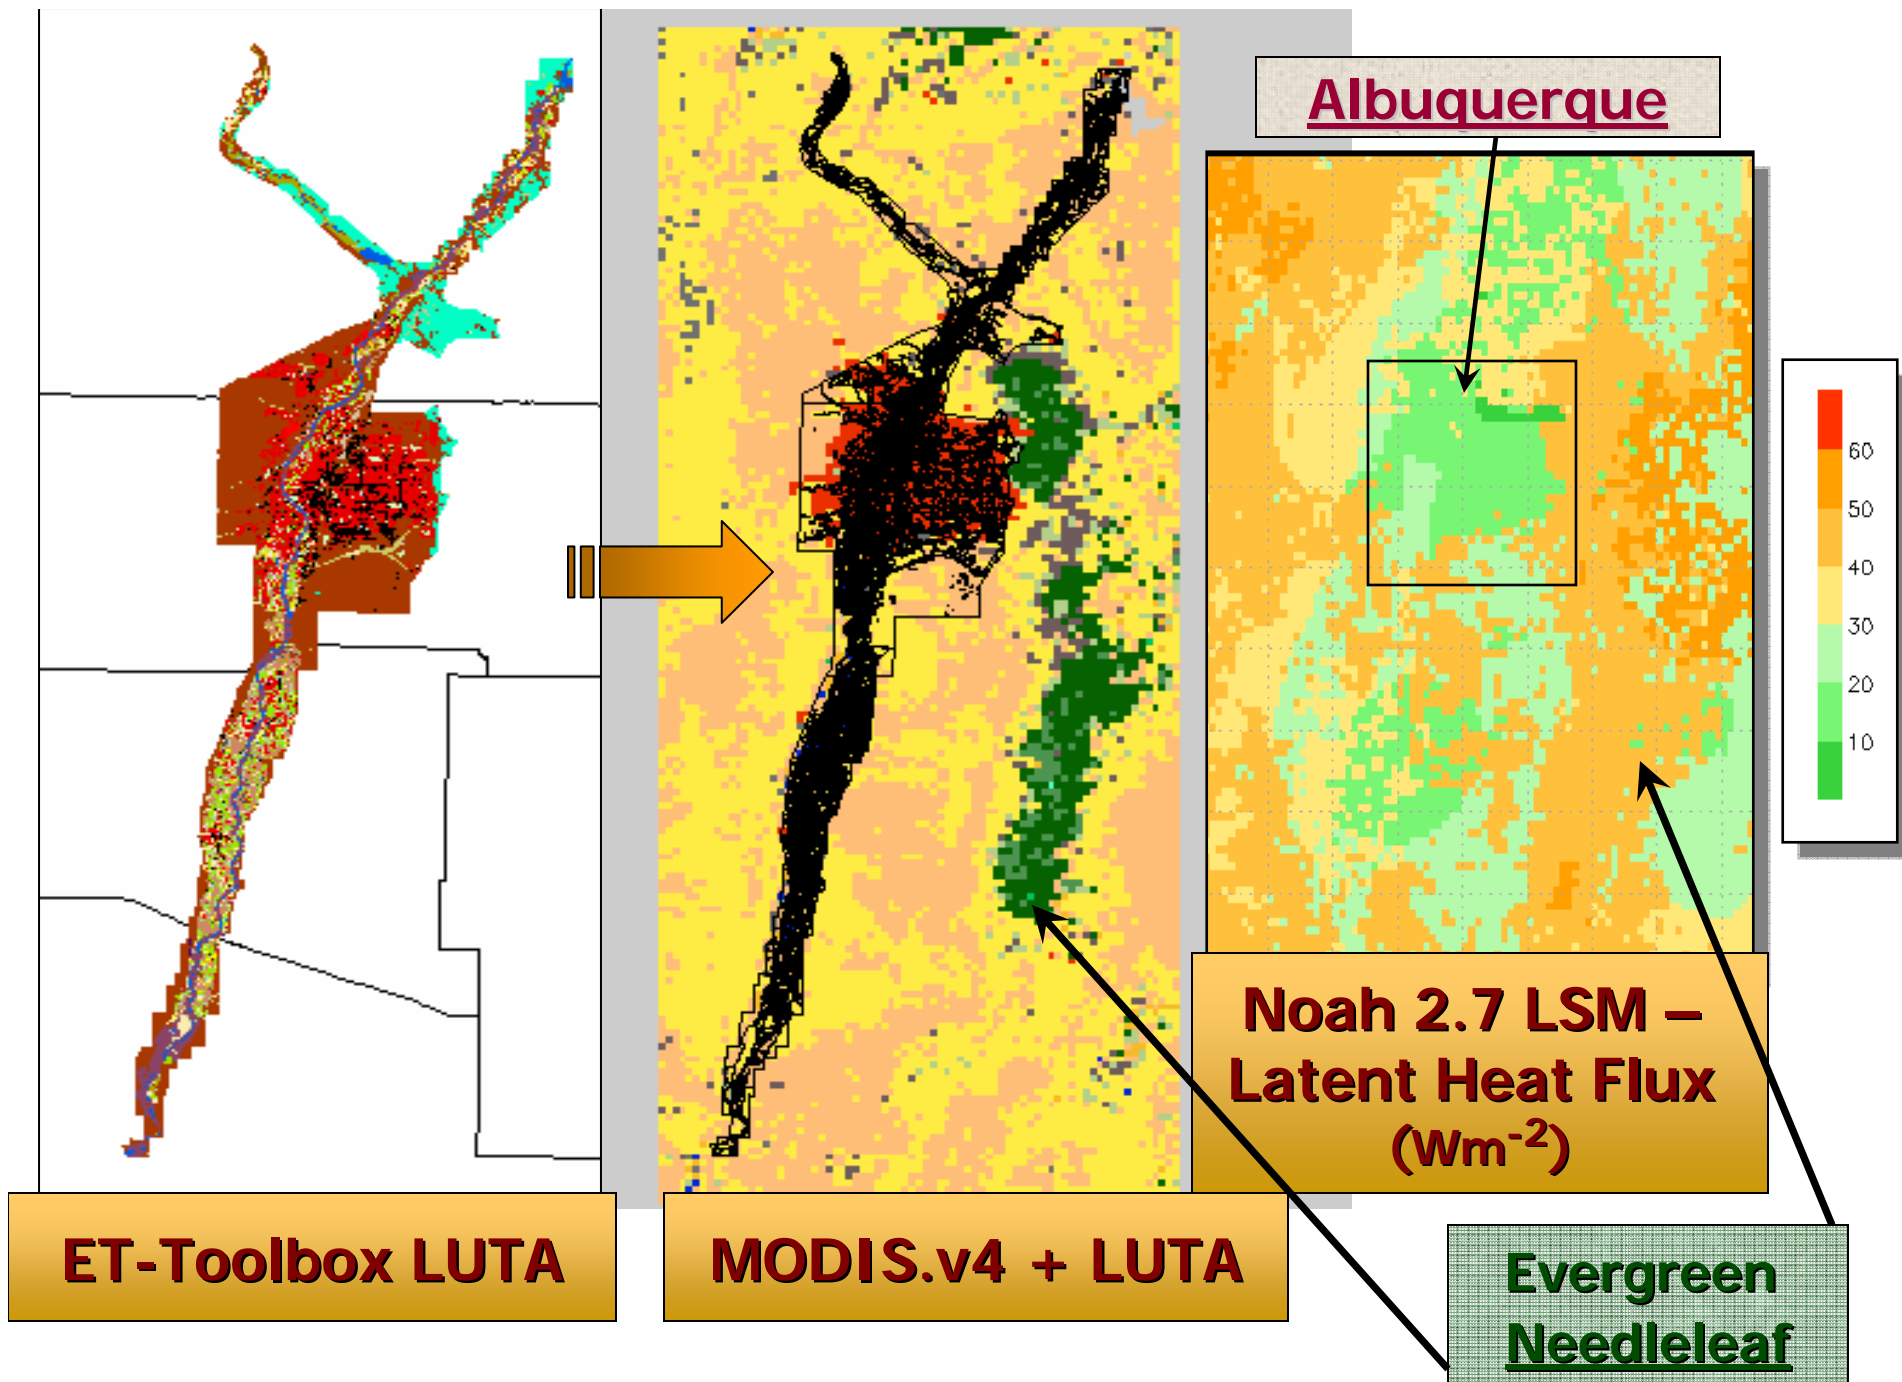 Albuquerque
60
50
40
30
20
10
Noah 2.7 LSM –
Latent Heat Flux
(Wm⁻²)
ET-Toolbox LUTA
MODIS.v4 + LUTA
Evergreen
Needleleaf